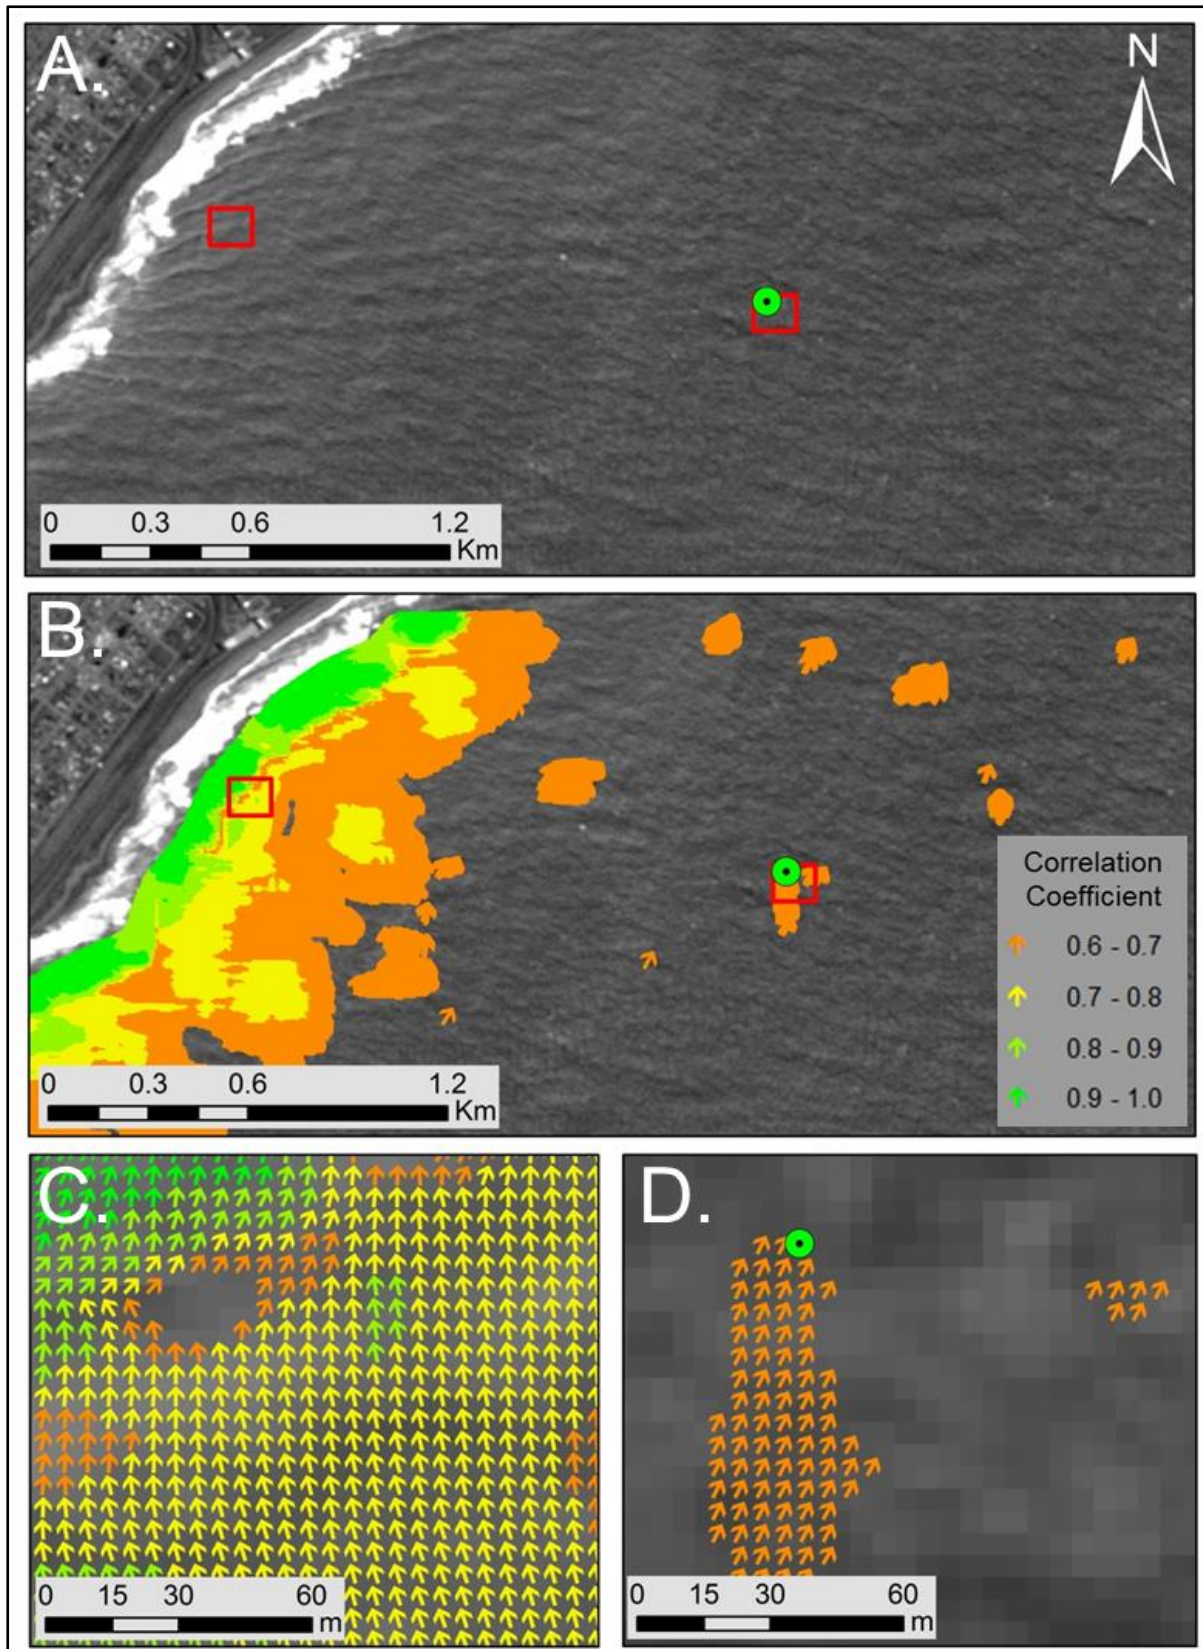 A.
N
0 0.3 0.6 1.2
Km
B.
Correlation
Coefficient
0.6 - 0.7
0.7 - 0.8
0.8 - 0.9
0.9 - 1.0
0 0.3 0.6 1.2
Km
C.
D.
0 15 30 60
m
0 15 30 60
m